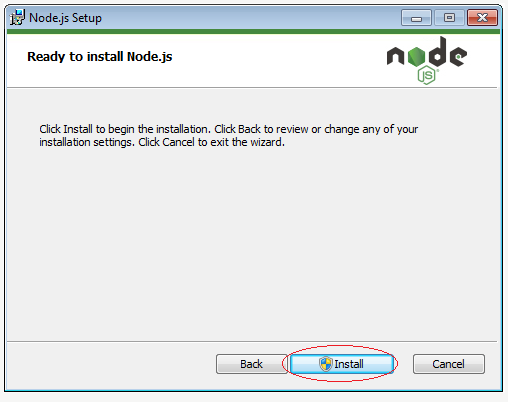 Node.js Setup
Ready to install Node.js
node
JS
Click Install to begin the installation. Click Back to review or change any of your
installation settings. Click Cancel to exit the wizard.
Back
Install
Cancel